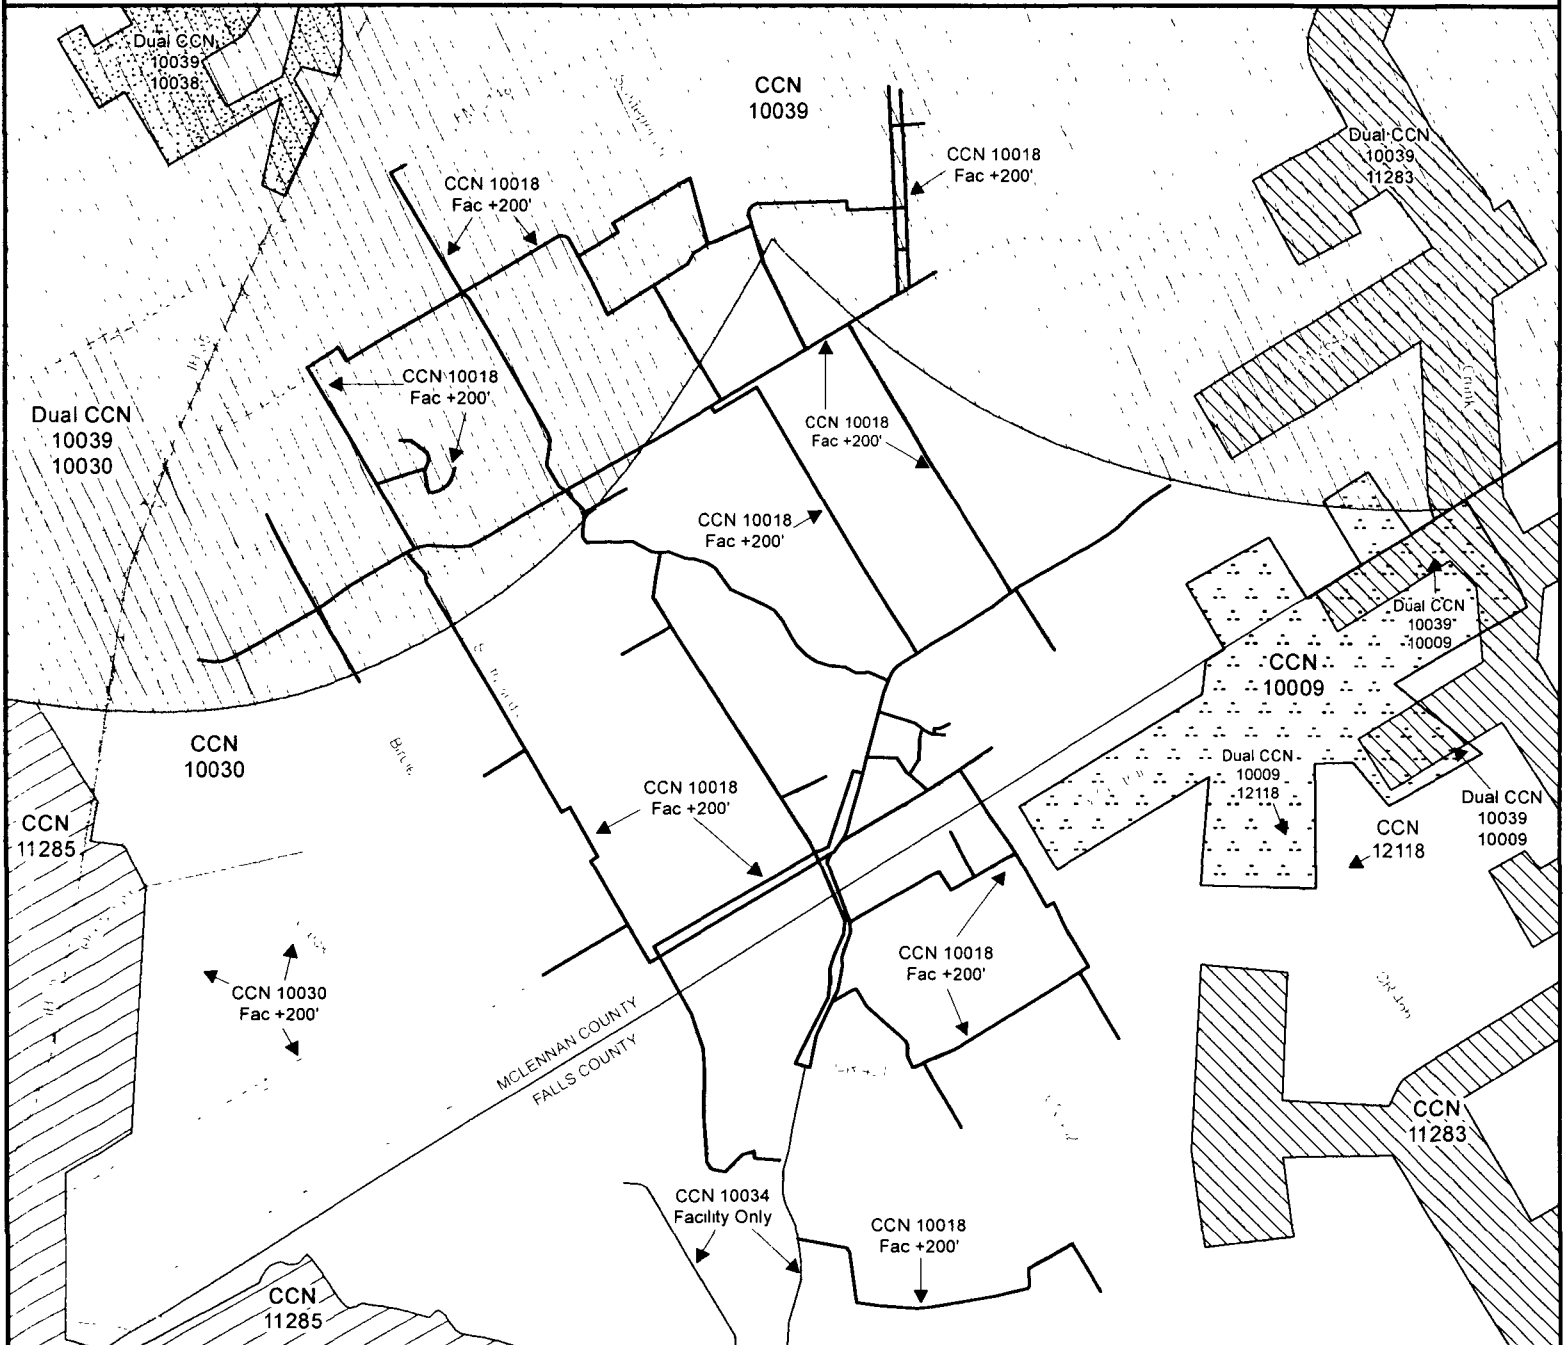 Dual CCN
10039
10038
CCN
10039
CCN 10018
Fac +200'
CCN 10018
Fac +200'
Dual CCN
10039
11283
CCN 10018
Fac +200'
Dual CCN
10039
10030
CCN 10018
Fac +200'
CCN 10018
Fac +200'
Dual CCN
10039
10009
CCN
10009
CCN
10030
Dual CCN
10009
12118
CCN 10018
Fac +200'
Dual CCN
10039
10009
CCN
11285
CCN
12118
CCN 10018
Fac +200'
CCN 10030
Fac +200'
MCLENNAN COUNTY
FALLS COUNTY
CCN
11283
CCN 10034
Facility Only
CCN 10018
Fac +200'
CCN
11285